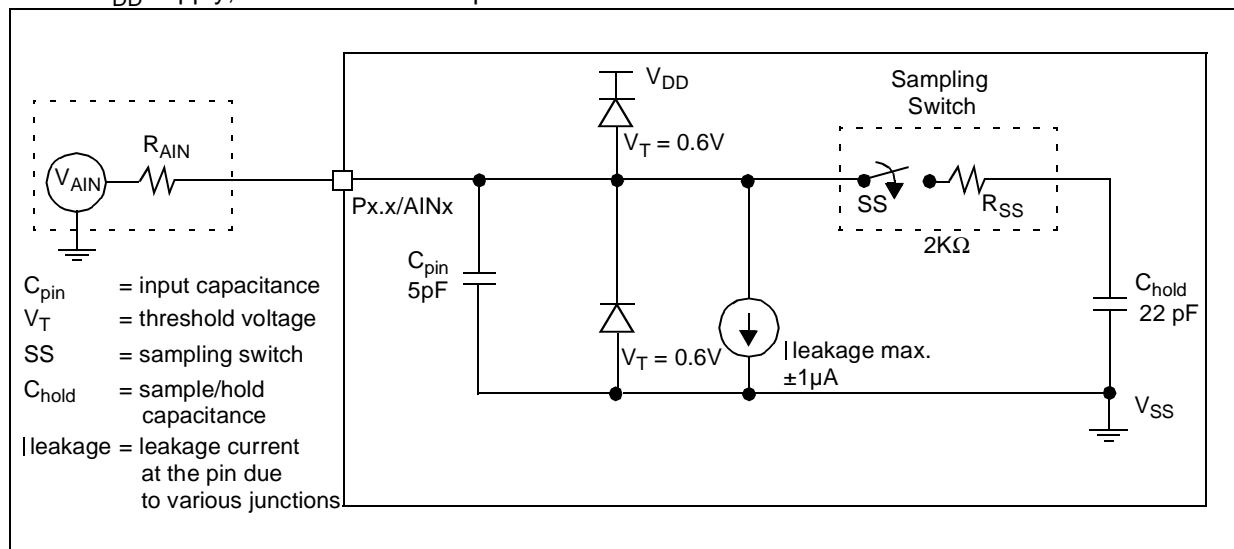 DD
V_DD
Sampling
Switch
R_AIN
V_T = 0.6V
V_AIN
Px.x/AINx
SS
R_SS
2KΩ
C_pin
5pF
C_hold
22 pF
V_T = 0.6V
I leakage max.
±1µA
V_SS
C_pin = input capacitance
V_T = threshold voltage
SS = sampling switch
C_hold = sample/hold
capacitance
I leakage = leakage current
at the pin due
to various junctions